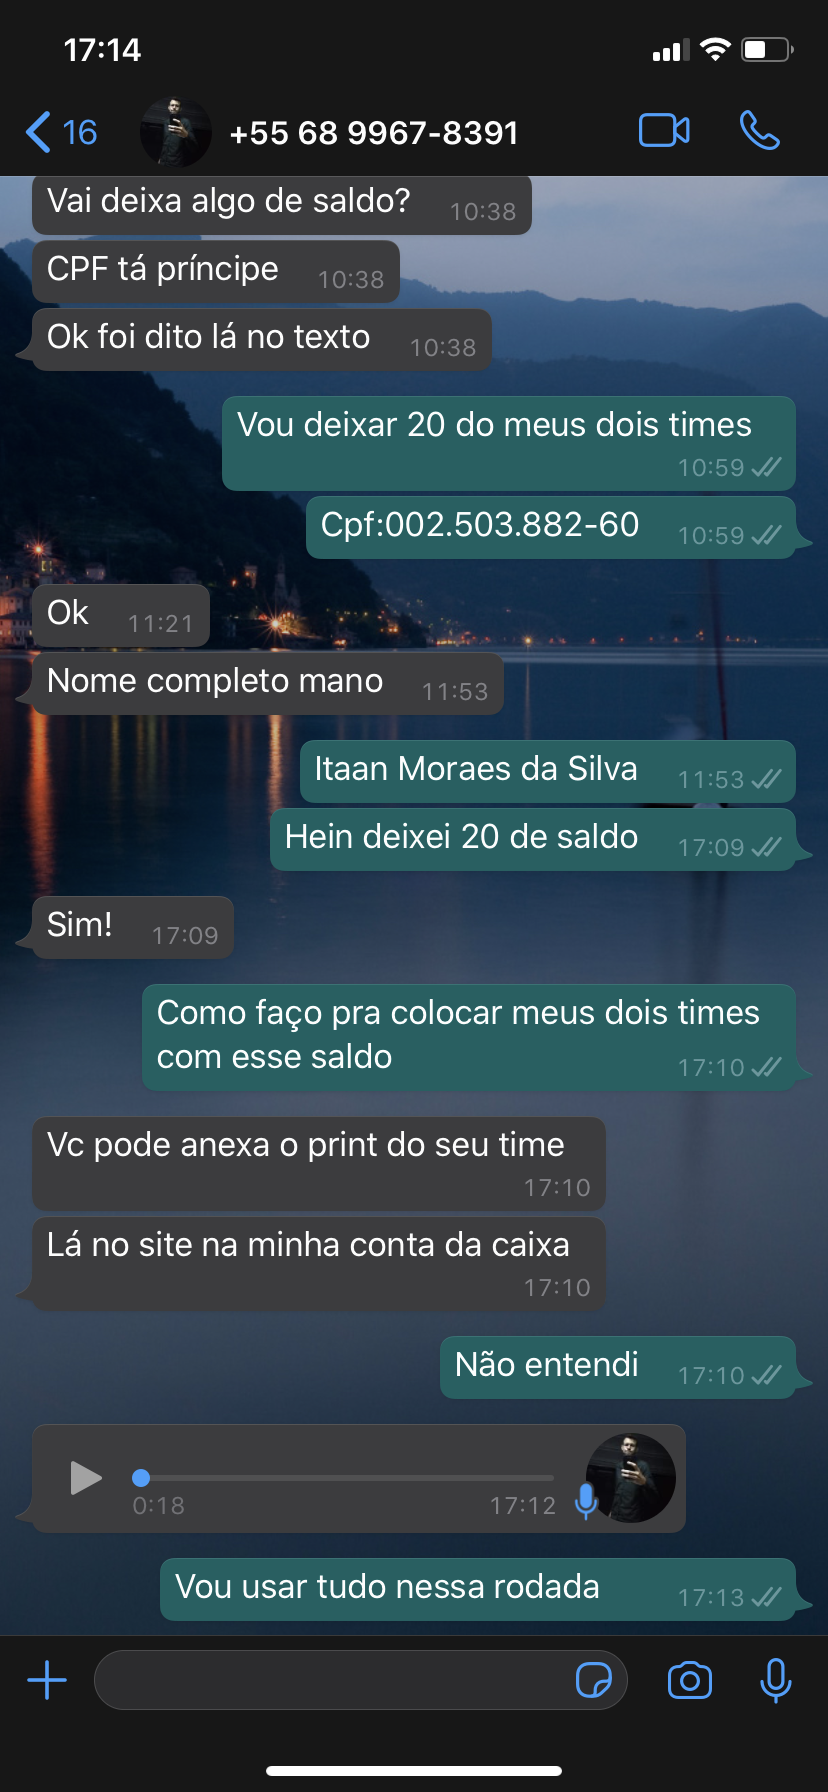 17:14
16
+55 68 9967-8391
Vai deixa algo de saldo?
10:38
CPF tá príncipe
10:38
Ok foi dito lá no texto
10:38
Vou deixar 20 do meus dois times
10:59
Cpf:002.503.882-60
10:59
Ok
11:21
Nome completo mano
11:53
Itaan Moraes da Silva
11:53
Hein deixei 20 de saldo
17:09
Sim!
17:09
Como faço pra colocar meus dois times
com esse saldo
17:10
Vc pode anexa o print do seu time
17:10
Lá no site na minha conta da caixa
17:10
Não entendi
17:10
0:18
17:12
Vou usar tudo nessa rodada
17:13